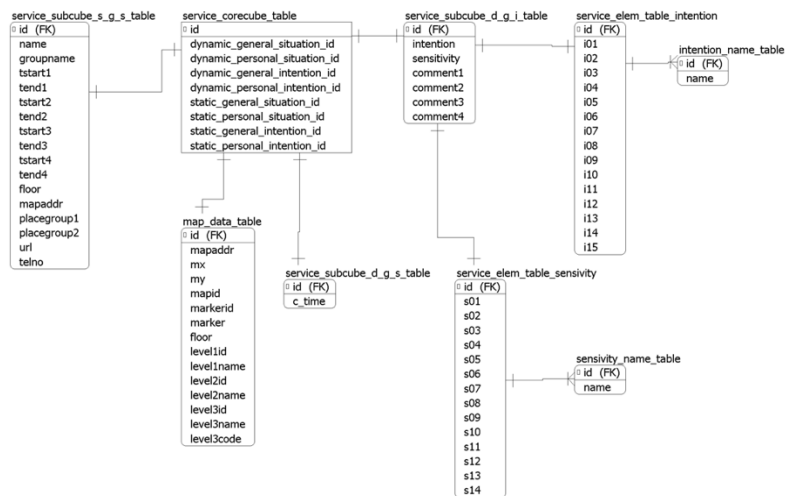 service_subcube_s_g_s_table
id (FK)
name
groupname
tstart1
tend1
tstart2
tend2
tstart3
tend3
tstart4
tend4
floor
mapaddr
placegroup1
placegroup2
url
telno
service_corecube_table
id
dynamic_general_situation_id
dynamic_personal_situation_id
dynamic_general_intention_id
dynamic_personal_intention_id
static_general_situation_id
static_personal_situation_id
static_general_intention_id
static_personal_intention_id
service_subcube_d_g_i_table
id (FK)
intention
sensitivity
comment1
comment2
comment3
comment4
service_elem_table_intention
id (FK)
i01
i02
i03
i04
i05
i06
i07
i08
i09
i10
i11
i12
i13
i14
i15
intention_name_table
id (FK)
name
map_data_table
id (FK)
mapaddr
mx
my
mapid
markerid
marker
floor
level1id
level1name
level2id
level2name
level3id
level3name
level3code
service_subcube_d_g_s_table
id (FK)
c_time
service_elem_table_sensivity
id (FK)
s01
s02
s03
s04
s05
s06
s07
s08
s09
s10
s11
s12
s13
s14
sensivity_name_table
id (FK)
name